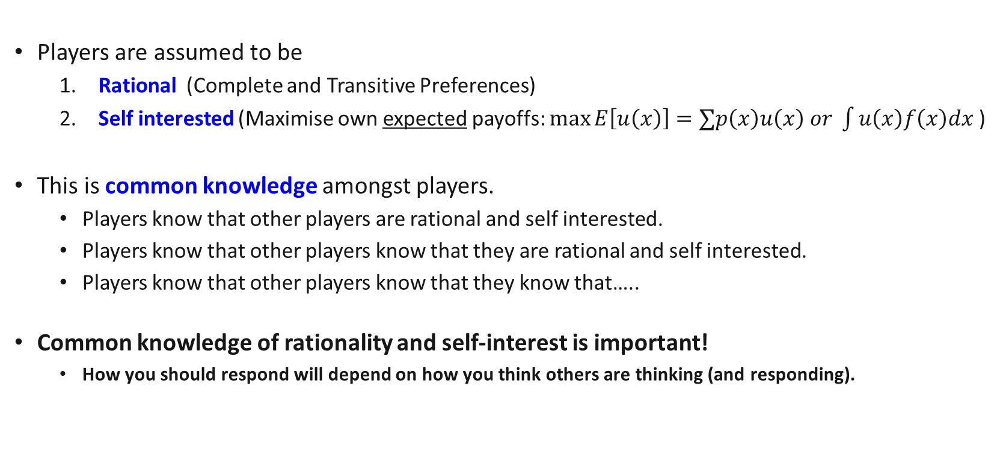 • Players are assumed to be
1. Rational (Complete and Transitive Preferences)
2. Self interested (Maximise own expected payoffs: max E[u(x)] = ∑p(x)u(x) or ∫ u(x)f(x)dx )
• This is common knowledge amongst players.
• Players know that other players are rational and self interested.
• Players know that other players know that they are rational and self interested.
• Players know that other players know that they know that…..
• Common knowledge of rationality and self-interest is important!
• How you should respond will depend on how you think others are thinking (and responding).